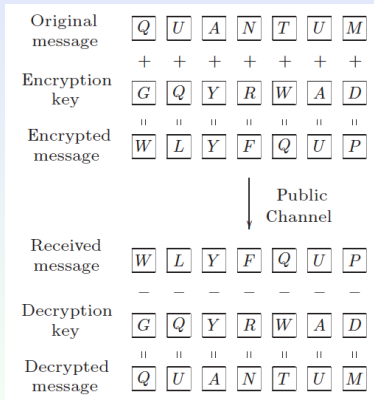 Original message Q U A N T U M
+ + + + + + +
Encryption key G Q Y R W A D
= = = = = = =
Encrypted message W L Y F Q U P
Public
Channel
Received message W L Y F Q U P
− − − − − − −
Decryption key G Q Y R W A D
= = = = = = =
Decrypted message Q U A N T U M